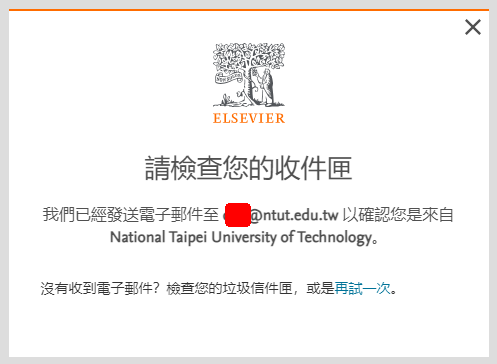 ELSEVIER
請檢查您的收件匣
我們已經發送電子郵件至 @ntut.edu.tw 以確認您是來自
National Taipei University of Technology。
沒有收到電子郵件？檢查您的垃圾信件匣，或是再試一次。